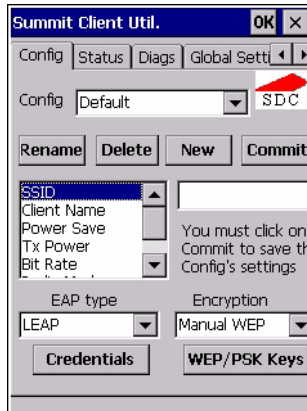 Summit Client Util. OK ×
Config Status Diags Global Setti
SDC
Config Default
Rename Delete New Commit
SSID
Client Name
Power Save
Tx Power
Bit Rate
You must click on
Commit to save th
Config's settings
EAP type Encryption
LEAP Manual WEP
Credentials WEP/PSK Keys